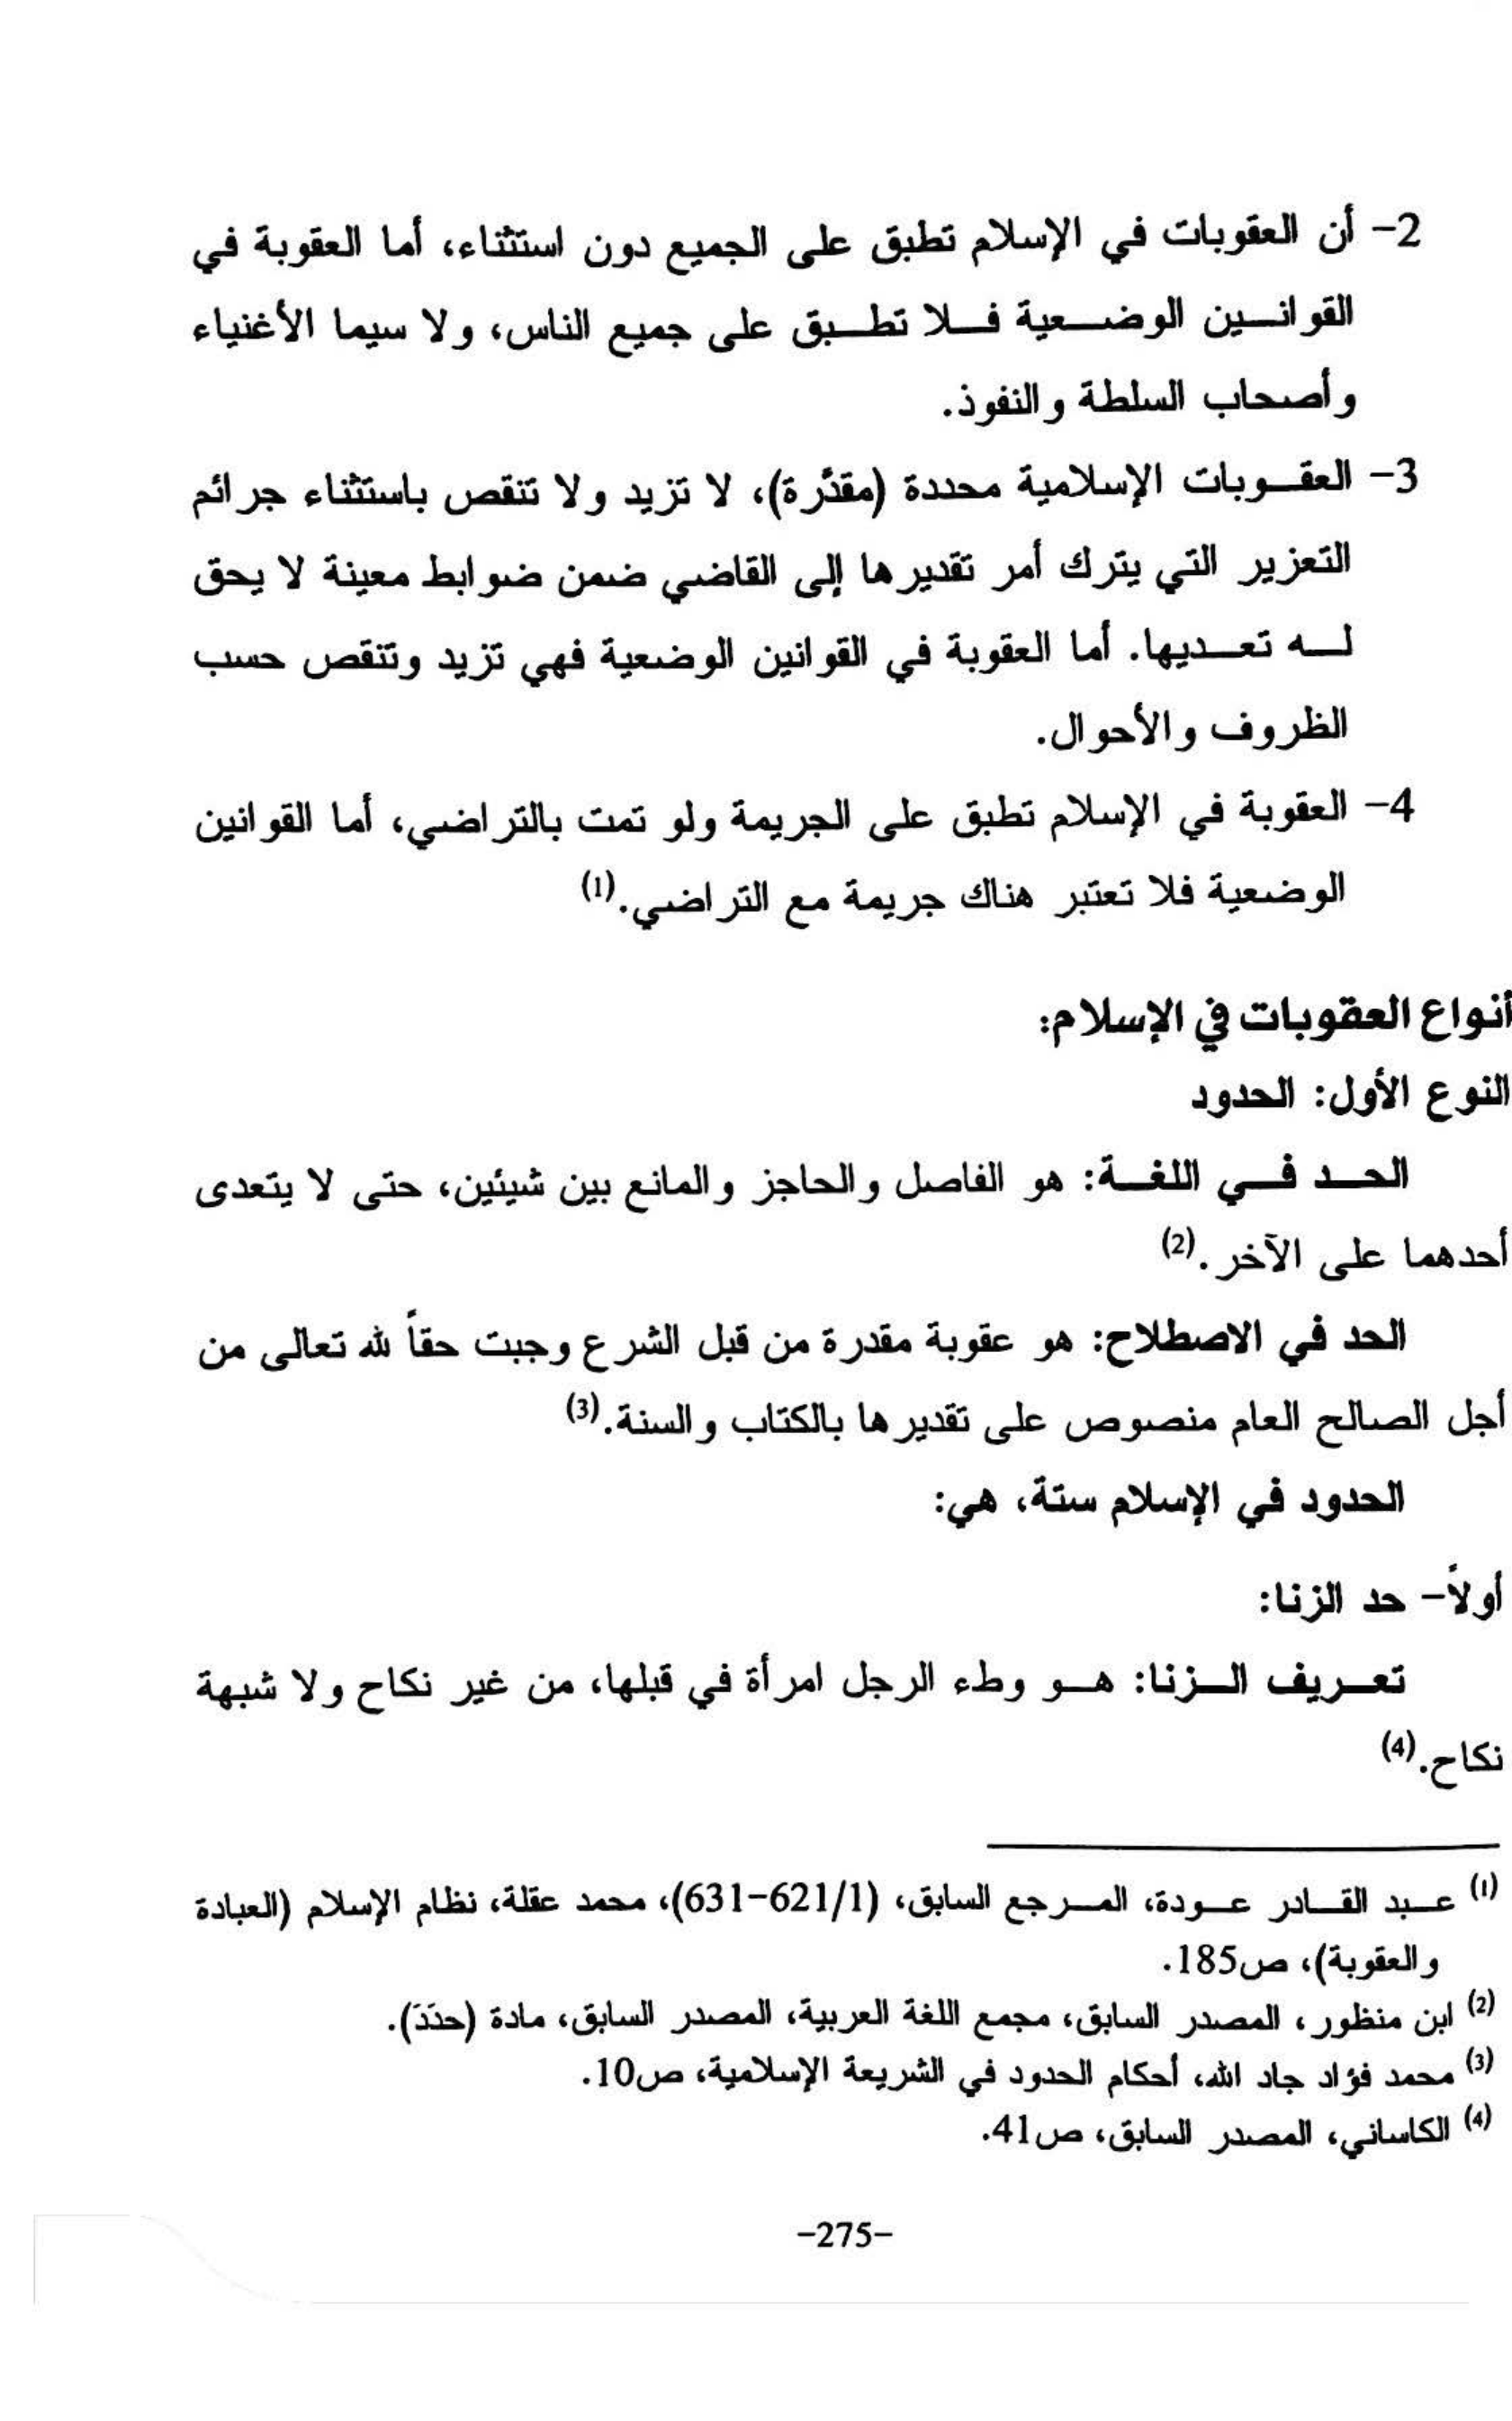 2- أن العقوبات في الإسلام تطبق على الجميع دون استثناء، أما العقوبة في
القوانين الوضعية فلا تطبق على جميع الناس، ولا سيما الأغنياء
وأصحاب السلطة والنفوذ.
3- العقوبات الإسلامية محددة (مقدَّرة)، لا تزيد ولا تنقص باستثناء جرائم
التعزير التي يترك أمر تقديرها إلى القاضي ضمن ضوابط معينة لا يحق
له تعديها. أما العقوبة في القوانين الوضعية فهي تزيد وتنقص حسب
الظروف والأحوال.
4- العقوبة في الإسلام تطبق على الجريمة ولو تمت بالتراضي، أما القوانين
الوضعية فلا تعتبر هناك جريمة مع التراضي.(1)
أنواع العقوبات في الإسلام:
النوع الأول: الحدود
الحد في اللغة: هو الفاصل والحاجز والمانع بين شيئين، حتى لا يتعدى
أحدهما على الآخر.(2)
الحد في الاصطلاح: هو عقوبة مقدرة من قبل الشرع وجبت حقاً لله تعالى من
أجل الصالح العام منصوص على تقديرها بالكتاب والسنة.(3)
الحدود في الإسلام ستة، هي:
أولاً- حد الزنا:
تعريف الزنا: هو وطء الرجل امرأة في قبلها، من غير نكاح ولا شبهة
نكاح.(4)
(1) عبد القادر عودة، المرجع السابق، (621/1-631)، محمد عقلة، نظام الإسلام (العبادة
والعقوبة)، ص185.
(2) ابن منظور، المصدر السابق، مجمع اللغة العربية، المصدر السابق، مادة (حدَدَ).
(3) محمد فؤاد جاد الله، أحكام الحدود في الشريعة الإسلامية، ص10.
(4) الكاساني، المصدر السابق، ص41.
-275-